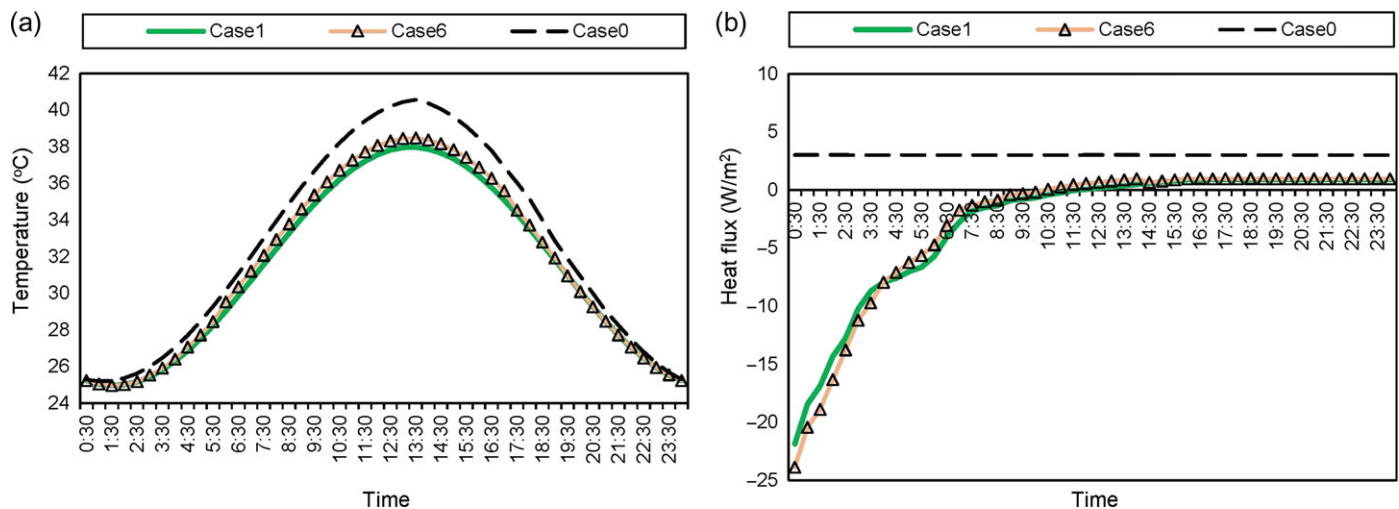 (a)
Case1 Case6 Case0
42
40
38
36
34
32
30
28
26
24
Temperature (ºC)
0:30 1:30 2:30 3:30 4:30 5:30 6:30 7:30 8:30 9:30 10:30 11:30 12:30 13:30 14:30 15:30 16:30 17:30 18:30 19:30 20:30 21:30 22:30 23:30
Time
(b)
Case1 Case6 Case0
10
5
0
–5
–10
–15
–20
–25
Heat flux (W/m²)
0:30 1:30 2:30 3:30 4:30 5:30 6:30 7:30 8:30 9:30 10:30 11:30 12:30 13:30 14:30 15:30 16:30 17:30 18:30 19:30 20:30 21:30 22:30 23:30
Time